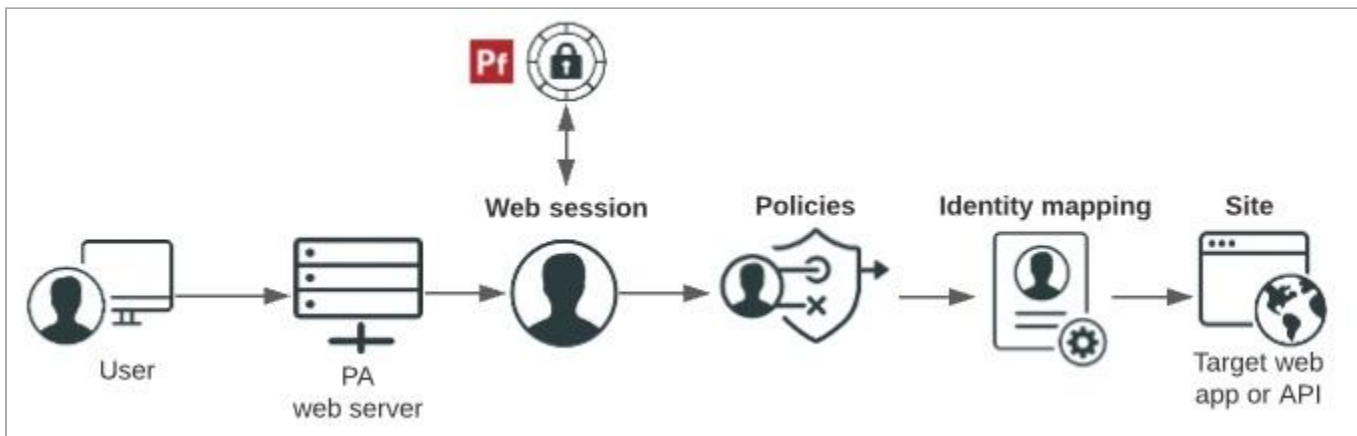 Pf
Web session
Policies
Identity mapping
Site
User
PA
web server
Target web
app or API